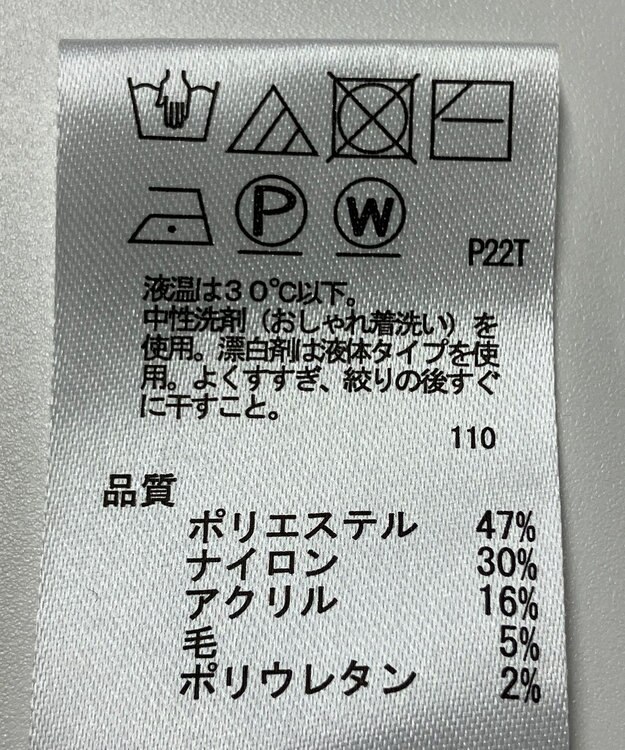 P W P22T
液温は30℃以下。
中性洗剤（おしゃれ着洗い）を
使用。漂白剤は液体タイプを使
用。よくすすぎ、絞りの後すぐ
に干すこと。
110
品質
ポリエステル 47%
ナイロン 30%
アクリル 16%
毛 5%
ポリウレタン 2%